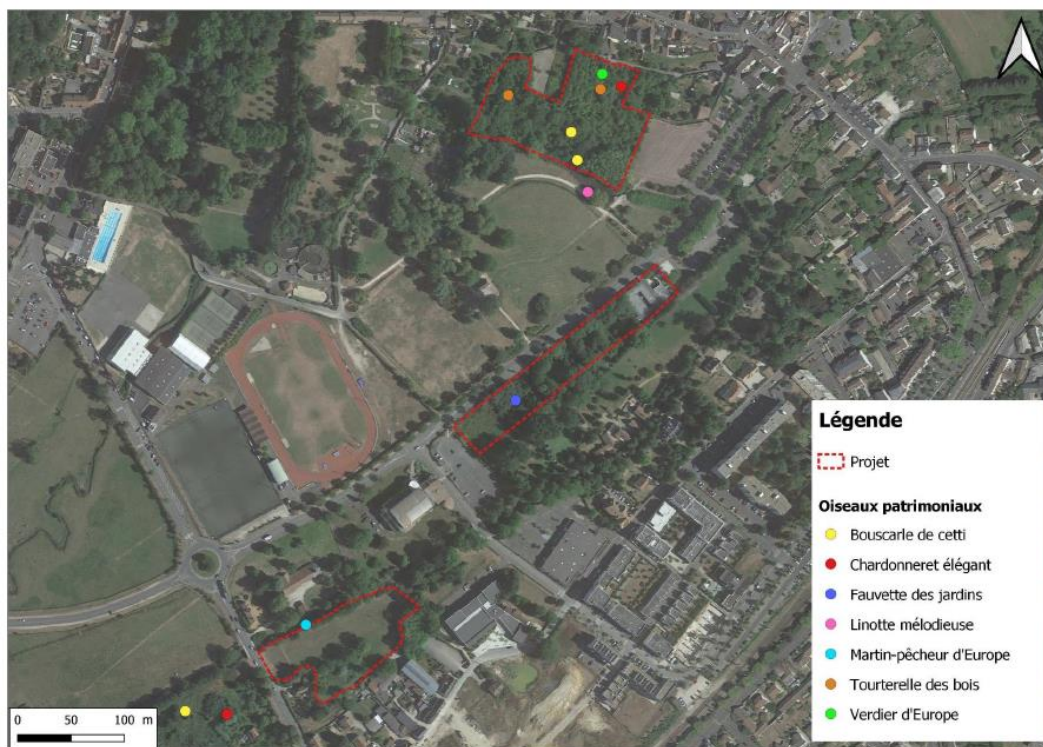 Légende
Projet
Oiseaux patrimoniaux
Bouscarle de cetti
Chardonneret élégant
Fauvette des jardins
Linotte mélodieuse
Martin-pêcheur d'Europe
Tourterelle des bois
Verdier d'Europe
0 50 100 m